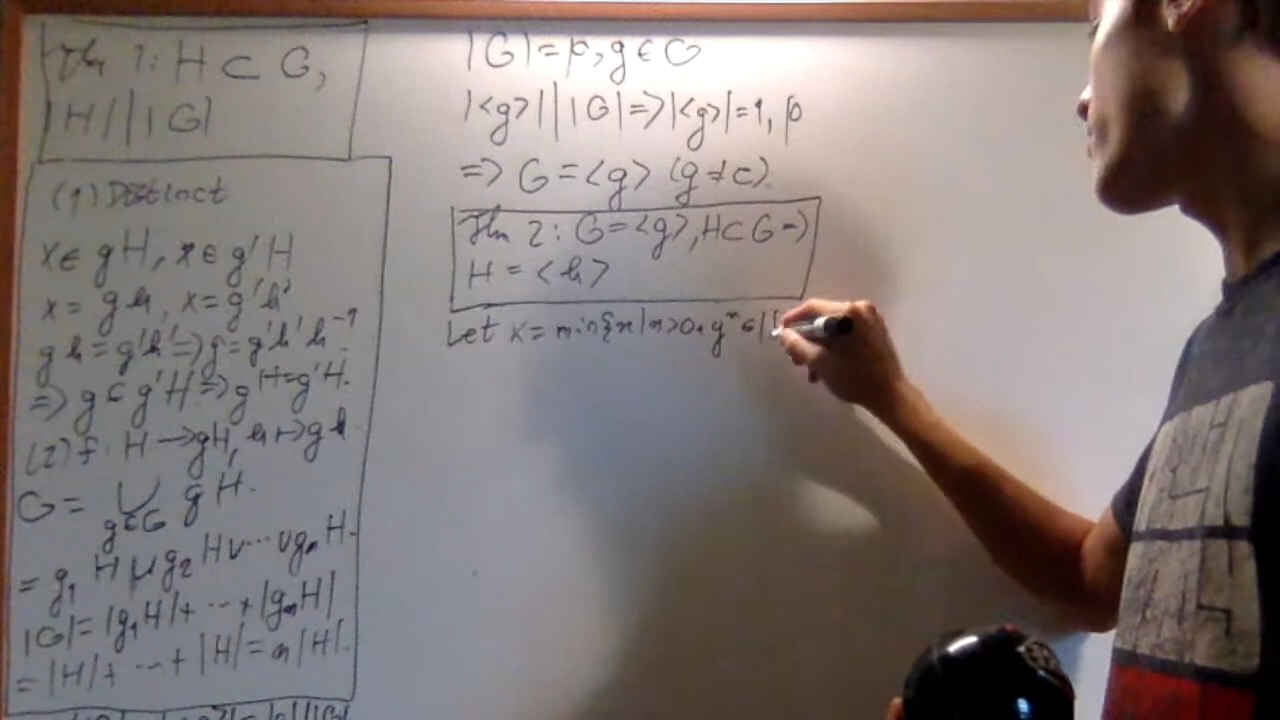 Thm 1: H ⊂ G,
|H| | |G|
(1) Distinct
x ∈ gH, x ∈ g'H
x = gh, x = g'h'
gh = g'h' => g = g'h'h⁻¹.
=> g ∈ g'H => gH = g'H.
(2) f: H → gH, h ↦ gh
G = ∪ gH.
g∈G
= g₁H ∪ g₂H ∪ ... ∪ gₙH.
|G| = |g₁H| + ... + |gₙH|
= |H| + ... + |H| = n|H|.
|G| = p, g ∈ G
|<g>| | |G| => |<g>| = 1, p
=> G = <g> (g ≠ e).
Thm 2: G = <g>, H ⊂ G =>
H = <h>
Let k = min{n | n>0, gⁿ ∈